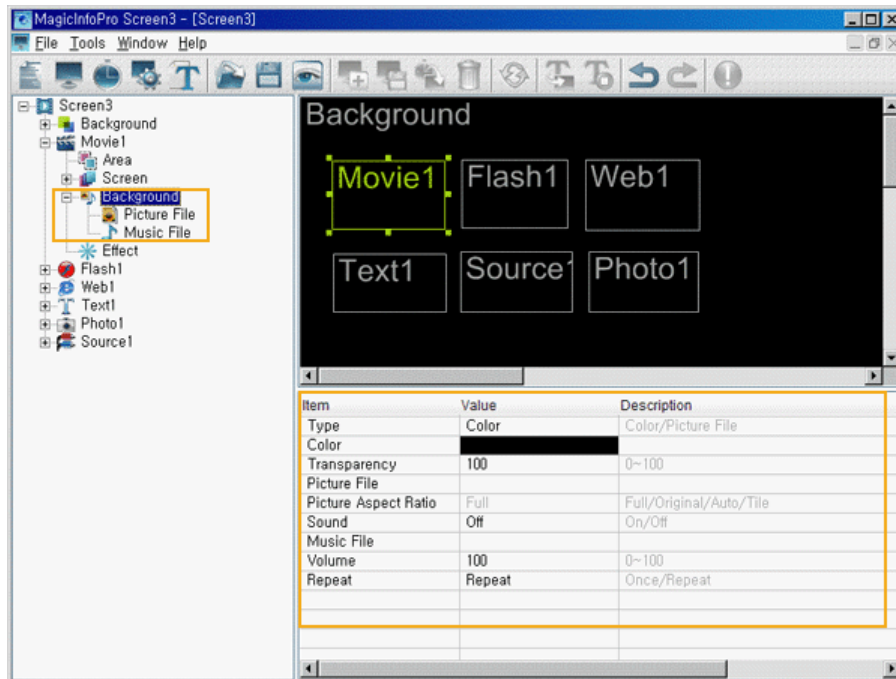 MagicInfoPro Screen3 - [Screen3]
File Tools Window Help
Screen3
Background
Movie1
Area
Screen
Background
Picture File
Music File
Effect
Flash1
Web1
Text1
Photo1
Source1
Background
Movie1 Flash1 Web1
Text1 Source1 Photo1
Item Value Description
Type Color Color/Picture File
Color
Transparency 100 0~100
Picture File
Picture Aspect Ratio Full Full/Original/Auto/Tile
Sound Off On/Off
Music File
Volume 100 0~100
Repeat Repeat Once/Repeat